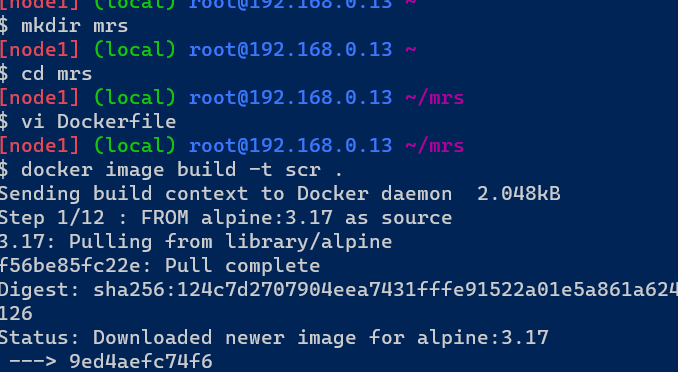 [node1] (local) root@192.168.0.13 ~
$ mkdir mrs
[node1] (local) root@192.168.0.13 ~
$ cd mrs
[node1] (local) root@192.168.0.13 ~/mrs
$ vi Dockerfile
[node1] (local) root@192.168.0.13 ~/mrs
$ docker image build -t scr .
Sending build context to Docker daemon  2.048kB
Step 1/12 : FROM alpine:3.17 as source
3.17: Pulling from library/alpine
f56be85fc22e: Pull complete
Digest: sha256:124c7d2707904eea7431fffe91522a01e5a861a624
126
Status: Downloaded newer image for alpine:3.17
 ---> 9ed4aefc74f6